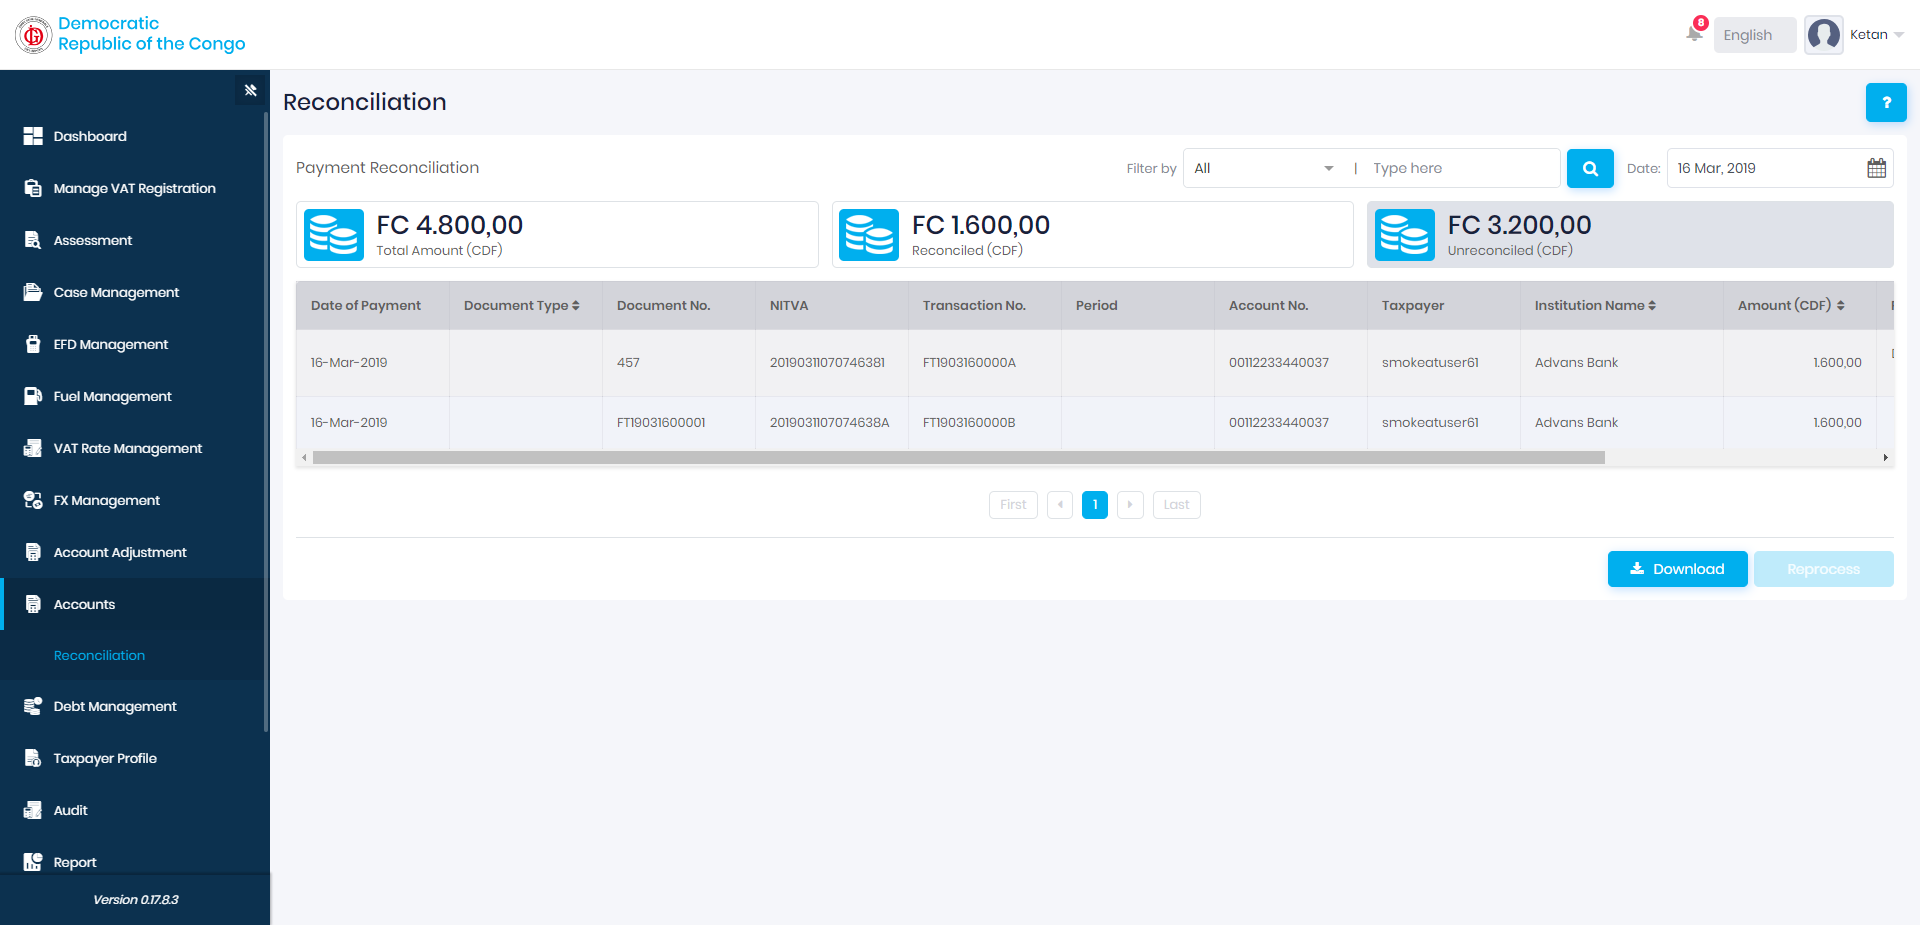 Democratic
Republic of the Congo
8
English
Ketan
Dashboard
Manage VAT Registration
Assessment
Case Management
EFD Management
Fuel Management
VAT Rate Management
FX Management
Account Adjustment
Accounts
Reconciliation
Debt Management
Taxpayer Profile
Audit
Report
Version 0.17.8.3
Reconciliation
?
Payment Reconciliation
Filter by All | Type here
Date: 16 Mar, 2019
FC 4.800,00
Total Amount (CDF)
FC 1.600,00
Reconciled (CDF)
FC 3.200,00
Unreconciled (CDF)
Date of Payment Document Type Document No. NITVA Transaction No. Period Account No. Taxpayer Institution Name Amount (CDF)
16-Mar-2019 457 20190311070746381 FT1903160000A 00112233440037 smokeatuser61 Advans Bank 1.600,00
16-Mar-2019 FT19031600001 2019031107074638A FT1903160000B 00112233440037 smokeatuser61 Advans Bank 1.600,00
First 1 Last
Download Reprocess